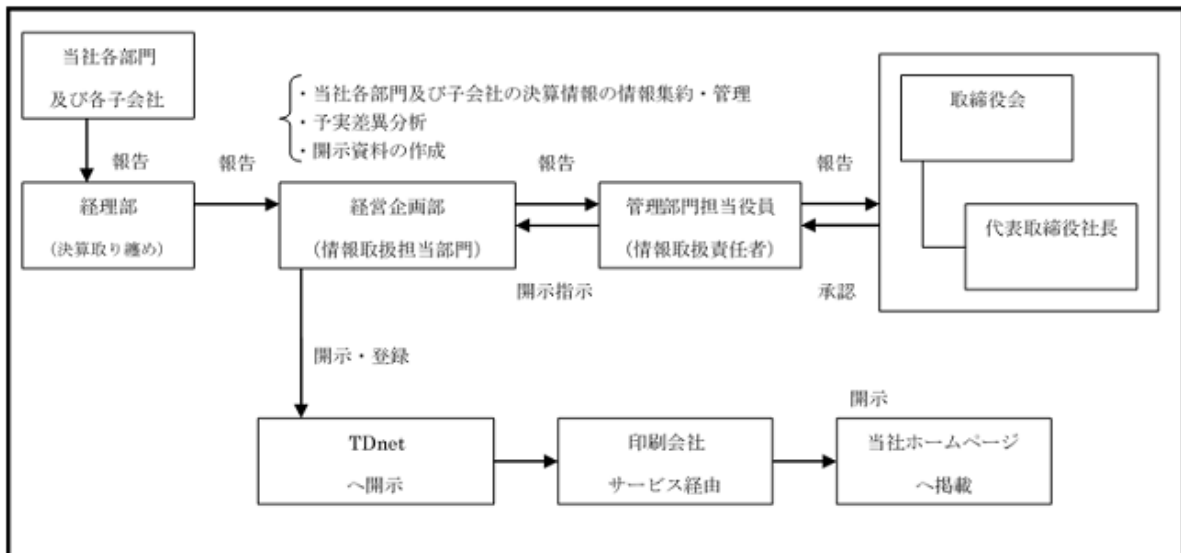 当社各部門
及び各子会社
・当社各部門及び子会社の決算情報の情報集約・管理
・予実差異分析
・開示資料の作成
取締役会
代表取締役社長
報告
報告
報告
報告
経理部
(決算取り纏め)
経営企画部
(情報取扱担当部門)
管理部門担当役員
(情報取扱責任者)
開示指示
承認
開示・登録
開示
TDnet
へ開示
印刷会社
サービス経由
当社ホームページ
へ掲載